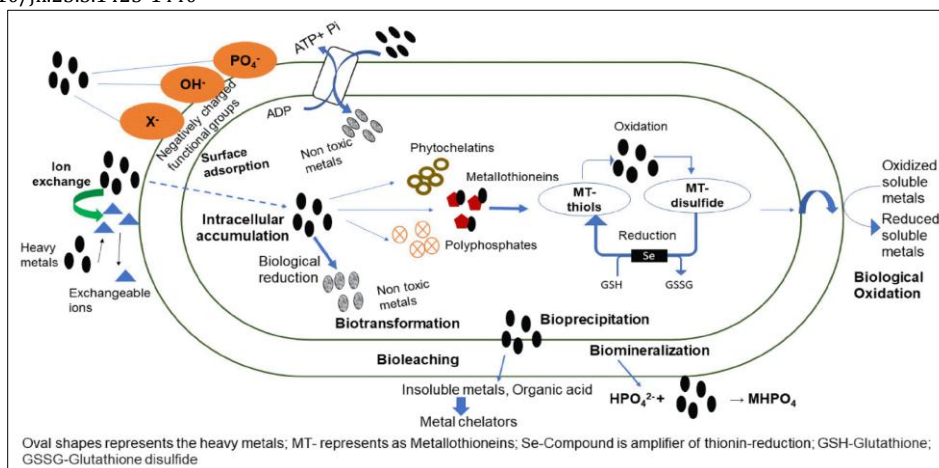 PO₄⁻
OH⁻
X⁻
Negatively charged
functional groups
ATP+ Pi
ADP
Non toxic
metals
Surface
adsorption
Ion
exchange
Heavy
metals
Exchangeable
ions
Intracellular
accumulation
Biological
reduction
Non toxic
metals
Biotransformation
Phytochelatins
Metallothioneins
Polyphosphates
Oxidation
MT-
thiols
MT-
disulfide
Reduction
Se
GSH
GSSG
Oxidized
soluble
metals
Reduced
soluble
metals
Biological
Oxidation
Bioprecipitation
Bioleaching
Biomineralization
Insoluble metals, Organic acid
Metal chelators
HPO₄²⁻+ → MHPO₄
Oval shapes represents the heavy metals; MT- represents as Metallothioneins; Se-Compound is amplifier of thionin-reduction; GSH-Glutathione;
GSSG-Glutathione disulfide